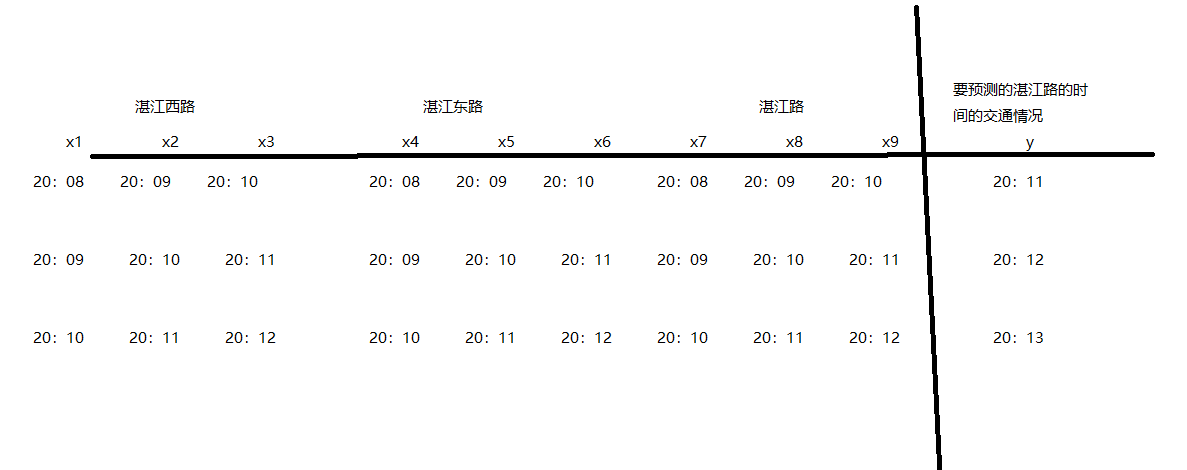 要预测的湛江路的时
间的交通情况
湛江西路 湛江东路 湛江路
x1 x2 x3 x4 x5 x6 x7 x8 x9 y
20：08 20：09 20：10 20：08 20：09 20：10 20：08 20：09 20：10 20：11
20：09 20：10 20：11 20：09 20：10 20：11 20：09 20：10 20：11 20：12
20：10 20：11 20：12 20：10 20：11 20：12 20：10 20：11 20：12 20：13